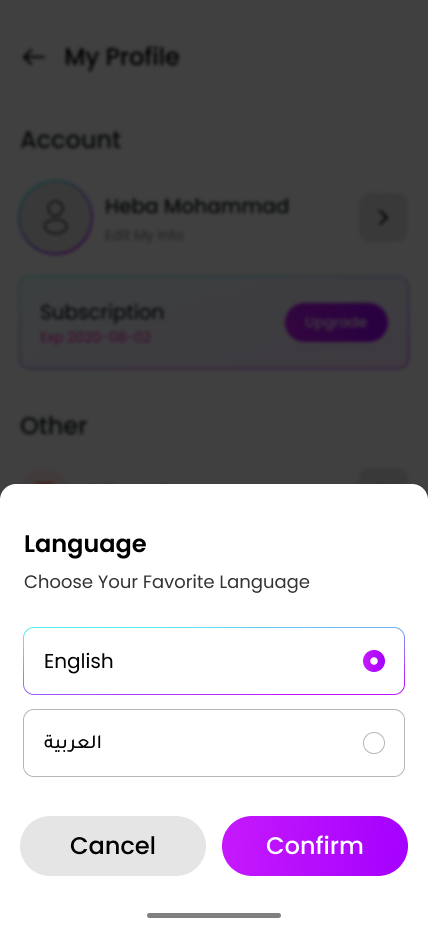 My Profile
Account
Heba Mohammad
Edit My Info
Subscription
Exp 2020-08-02
Upgrade
Other
Language
Choose Your Favorite Language
English
العربية
Cancel
Confirm